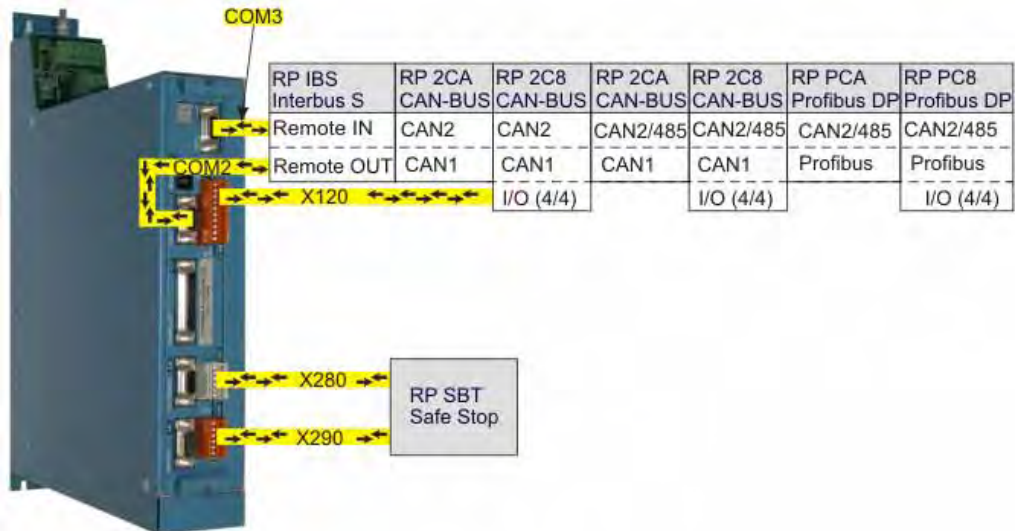 COM3
RP IBS Interbus S RP 2CA CAN-BUS RP 2C8 CAN-BUS RP 2CA CAN-BUS RP 2C8 CAN-BUS RP PCA Profibus DP RP PC8 Profibus DP
Remote IN CAN2 CAN2 CAN2/485 CAN2/485 CAN2/485 CAN2/485
COM2 Remote OUT CAN1 CAN1 CAN1 CAN1 Profibus Profibus
X120 I/O (4/4) I/O (4/4) I/O (4/4)
X280
RP SBT
Safe Stop
X290